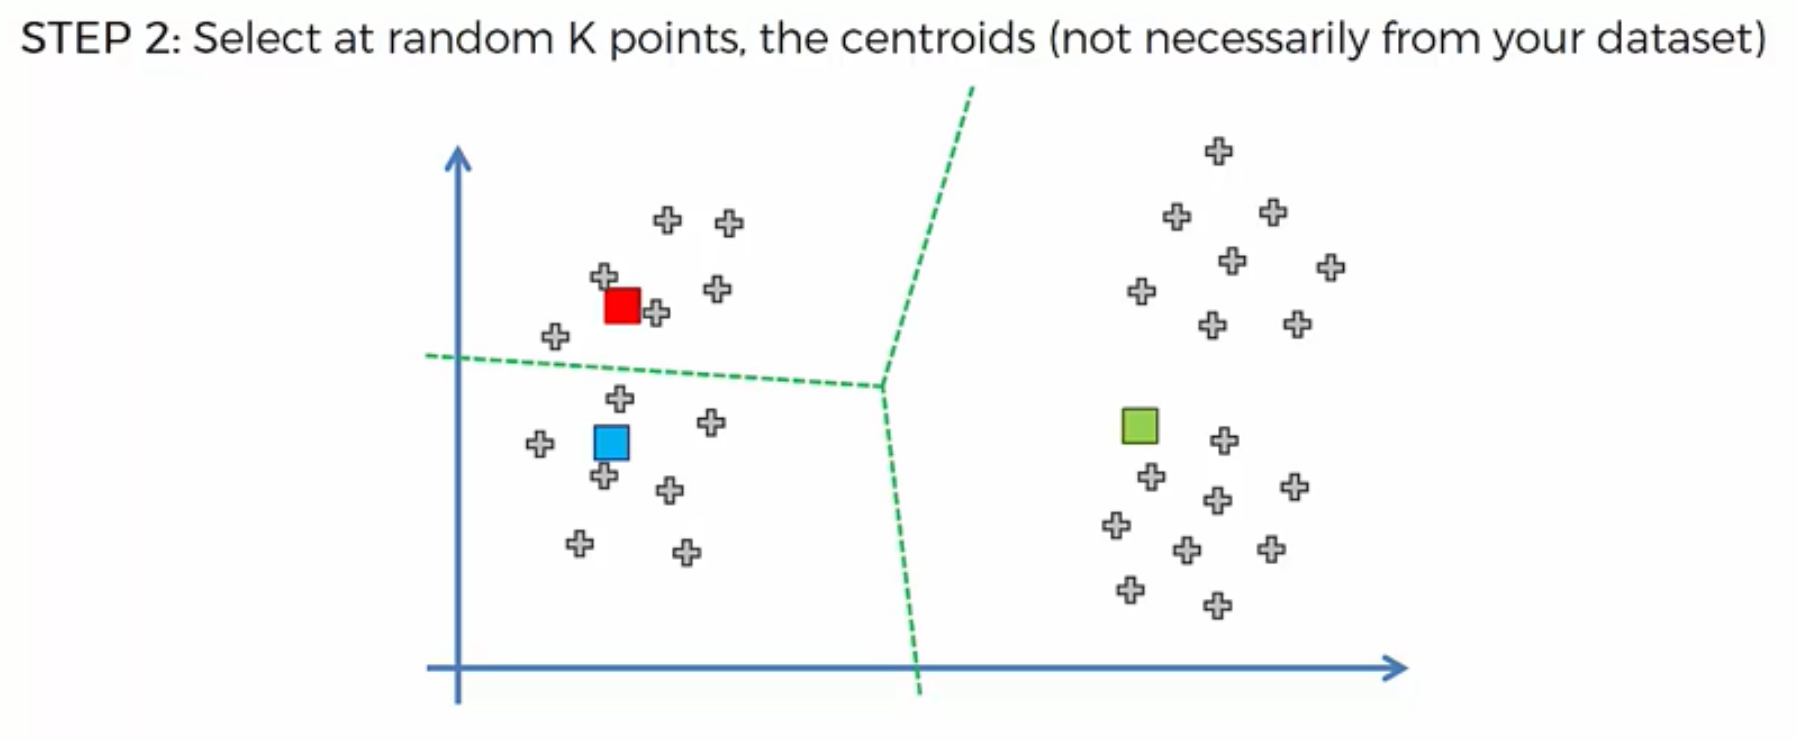 STEP 2: Select at random K points, the centroids (not necessarily from your dataset)